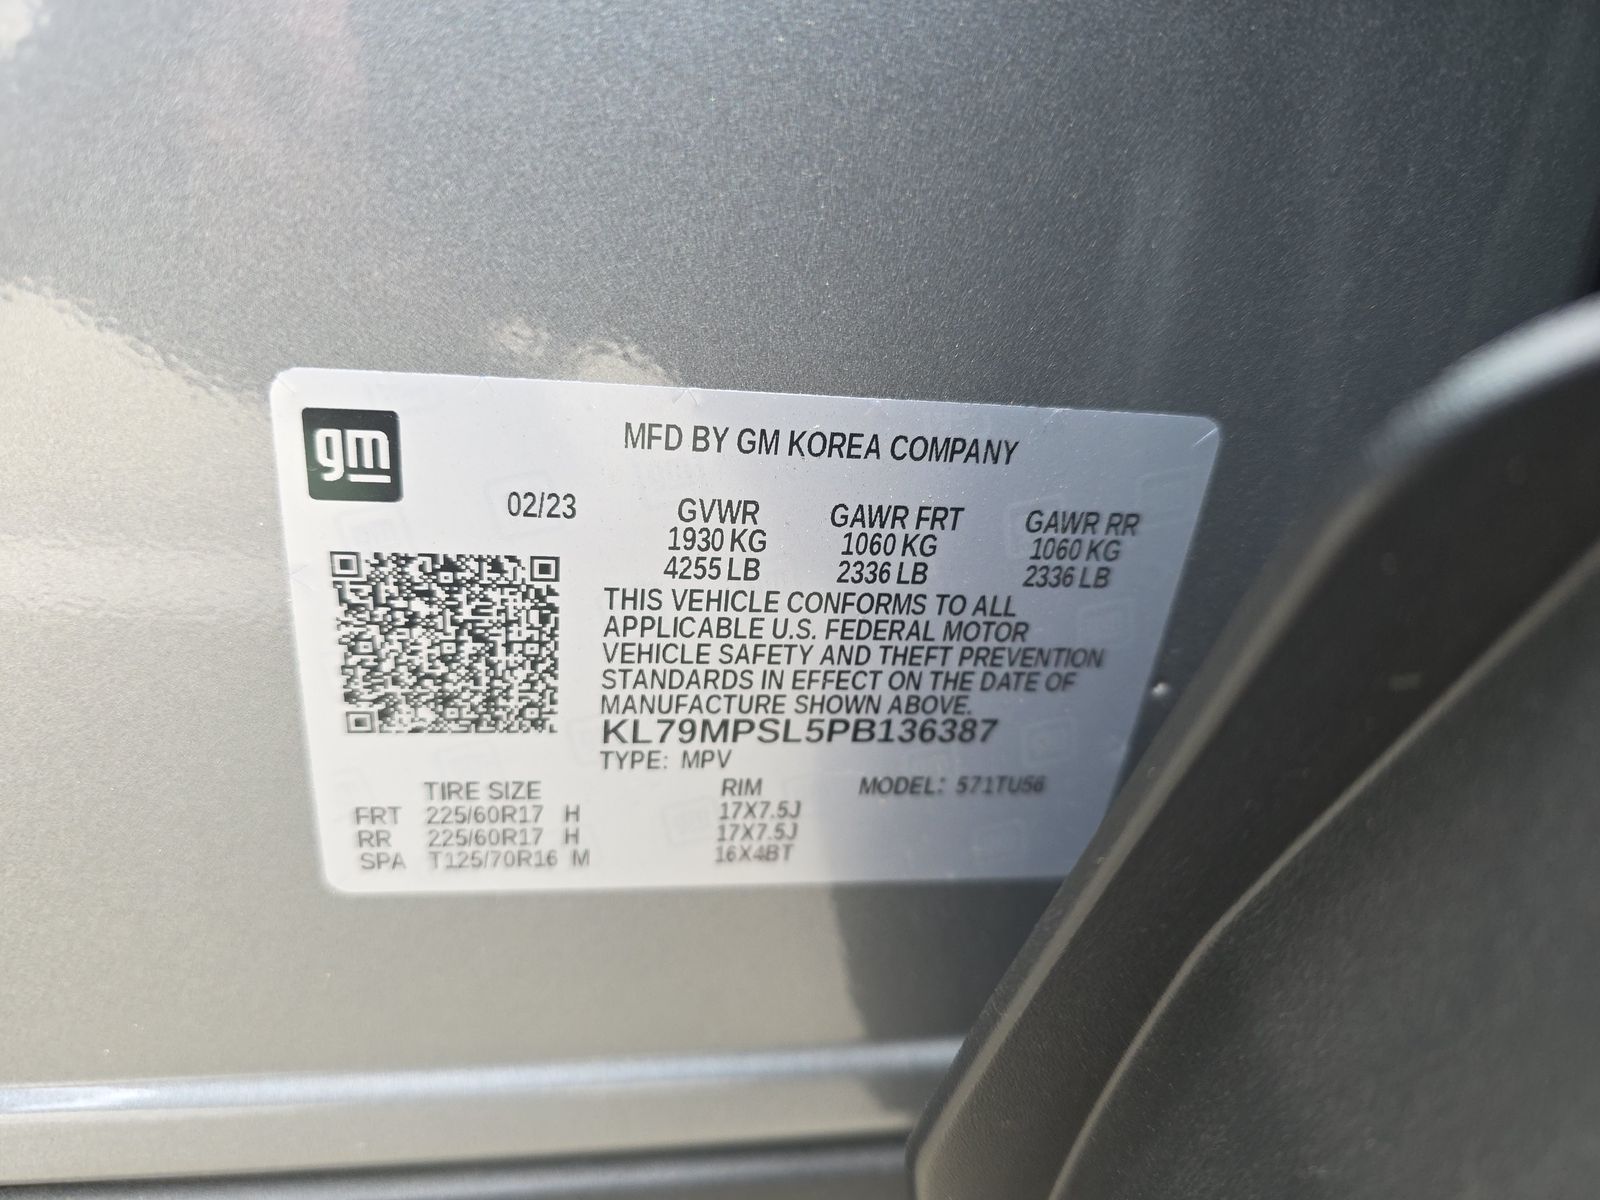 gm
MFD BY GM KOREA COMPANY
02/23 GVWR GAWR FRT GAWR RR
1930 KG 1060 KG 1060 KG
4255 LB 2336 LB 2336 LB
THIS VEHICLE CONFORMS TO ALL
APPLICABLE U.S. FEDERAL MOTOR
VEHICLE SAFETY AND THEFT PREVENTION
STANDARDS IN EFFECT ON THE DATE OF
MANUFACTURE SHOWN ABOVE.
KL79MPSL5PB136387
TYPE: MPV
TIRE SIZE RIM MODEL: 571TU56
FRT 225/60R17 H 17X7.5J
RR 225/60R17 H 17X7.5J
SPA T125/70R16 M 16X4BT